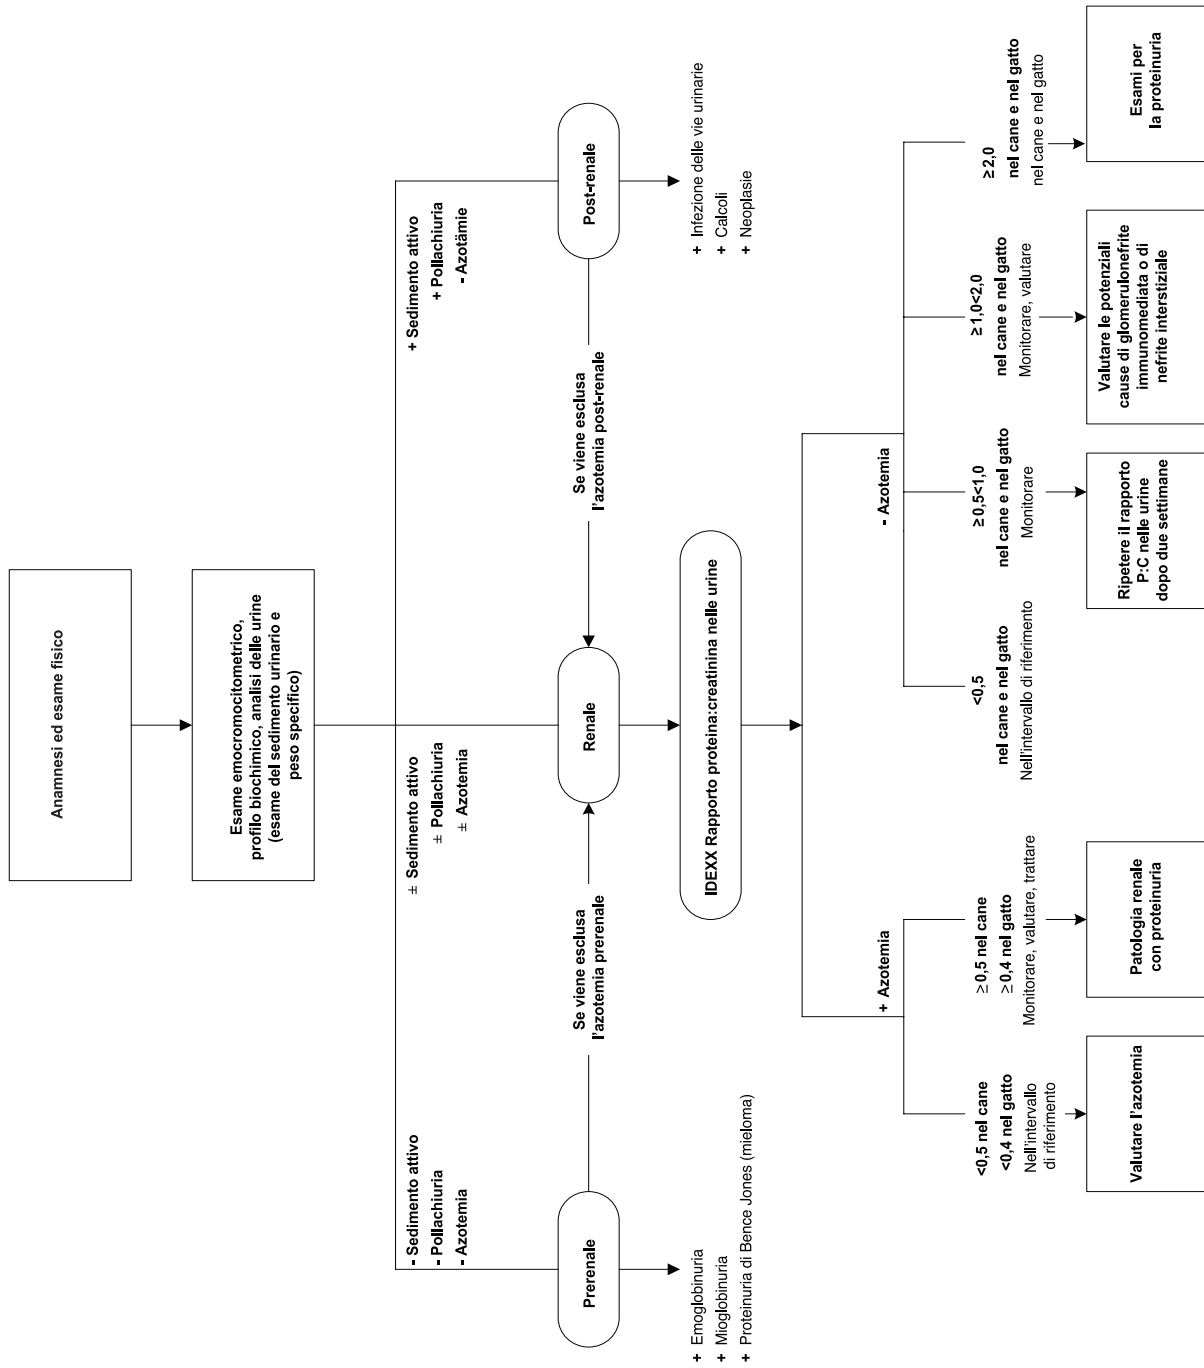 Anamnesi ed esame fisico
Esame emocromocitometrico,
profilo biochimico, analisi delle urine
(esame del sedimento urinario e
peso specifico)
- Sedimento attivo
- Pollachiuria
- Azotemia
± Sedimento attivo
± Pollachiuria
± Azotemia
+ Sedimento attivo
+ Pollachiuria
- Azotämie
Prerenale
Se viene esclusa
l'azotemia prerenale
Renale
Se viene esclusa
l'azotemia post-renale
Post-renale
+ Emoglobinuria
+ Mioglobinuria
+ Proteinuria di Bence Jones (mieloma)
IDEXX Rapporto proteina:creatinina nelle urine
+ Infezione delle vie urinarie
+ Calcoli
+ Neoplasie
+ Azotemia
- Azotemia
<0,5 nel cane
<0,4 nel gatto
Nell'intervallo
di riferimento
≥0,5 nel cane
≥0,4 nel gatto
Monitorare, valutare, trattare
<0,5
nel cane e nel gatto
Nell'intervallo di riferimento
≥0,5<1,0
nel cane e nel gatto
Monitorare
≥1,0<2,0
nel cane e nel gatto
Monitorare, valutare
≥2,0
nel cane e nel gatto
nel cane e nel gatto
Valutare l'azotemia
Patologia renale
con proteinuria
Ripetere il rapporto
P:C nelle urine
dopo due settimane
Valutare le potenziali
cause di glomerulonefrite
immunomediata o di
nefrite interstiziale
Esami per
la proteinuria